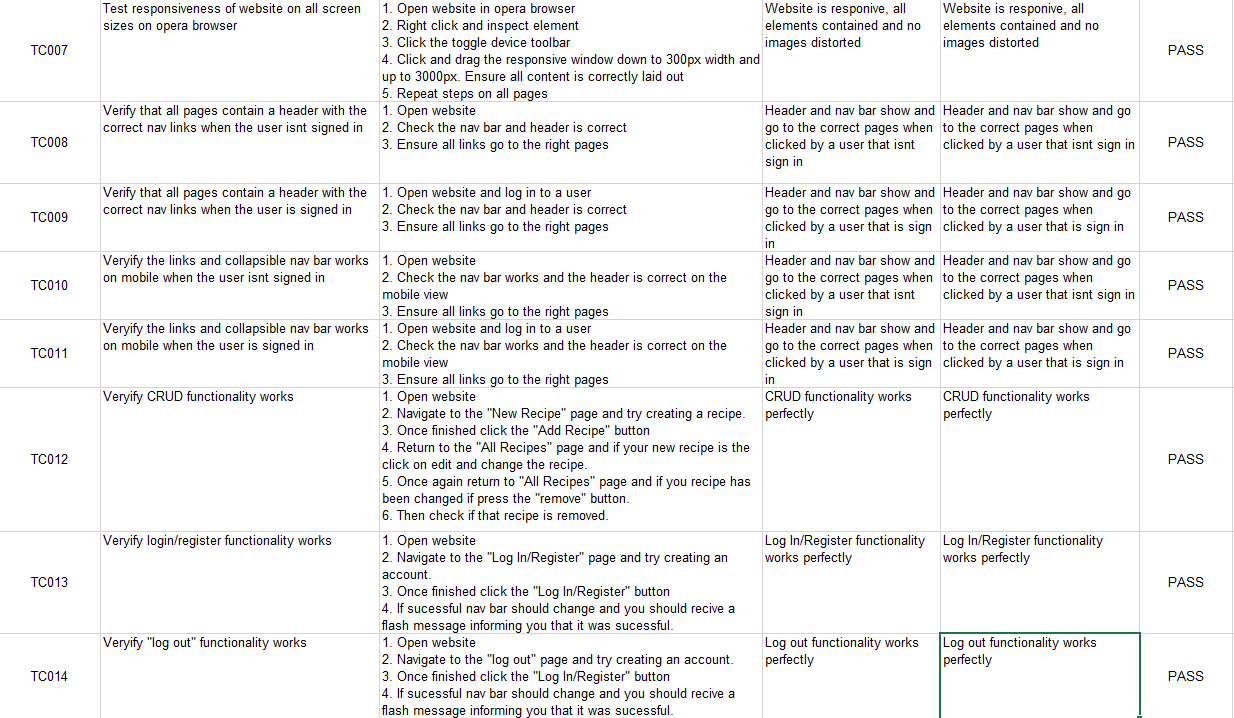 TC007
Test responsiveness of website on all screen
sizes on opera browser
1. Open website in opera browser
2. Right click and inspect element
3. Click the toggle device toolbar
4. Click and drag the responsive window down to 300px width and
up to 3000px. Ensure all content is correctly laid out
5. Repeat steps on all pages
Website is responive, all
elements contained and no
images distorted
Website is responive, all
elements contained and no
images distorted
PASS
TC008
Verify that all pages contain a header with the
correct nav links when the user isnt signed in
1. Open website
2. Check the nav bar and header is correct
3. Ensure all links go to the right pages
Header and nav bar show and
go to the correct pages when
clicked by a user that isnt
sign in
Header and nav bar show and go
to the correct pages when
clicked by a user that isnt sign in
PASS
TC009
Verify that all pages contain a header with the
correct nav links when the user is signed in
1. Open website and log in to a user
2. Check the nav bar and header is correct
3. Ensure all links go to the right pages
Header and nav bar show and
go to the correct pages when
clicked by a user that is sign
in
Header and nav bar show and go
to the correct pages when
clicked by a user that is sign in
PASS
TC010
Veryify the links and collapsible nav bar works
on mobile when the user isnt signed in
1. Open website
2. Check the nav bar works and the header is correct on the
mobile view
3. Ensure all links go to the right pages
Header and nav bar show and
go to the correct pages when
clicked by a user that isnt
sign in
Header and nav bar show and go
to the correct pages when
clicked by a user that isnt sign in
PASS
TC011
Veryify the links and collapsible nav bar works
on mobile when the user is signed in
1. Open website and log in to a user
2. Check the nav bar works and the header is correct on the
mobile view
3. Ensure all links go to the right pages
Header and nav bar show and
go to the correct pages when
clicked by a user that is sign
in
Header and nav bar show and go
to the correct pages when
clicked by a user that is sign in
PASS
TC012
Veryify CRUD functionality works
1. Open website
2. Navigate to the "New Recipe" page and try creating a recipe.
3. Once finished click the "Add Recipe" button
4. Return to the "All Recipes" page and if your new recipe is the
click on edit and change the recipe.
5. Once again return to "All Recipes" page and if you recipe has
been changed if press the "remove" button.
6. Then check if that recipe is removed.
CRUD functionality works
perfectly
CRUD functionality works
perfectly
PASS
TC013
Veryify login/register functionality works
1. Open website
2. Navigate to the "Log In/Register" page and try creating an
account.
3. Once finished click the "Log In/Register" button
4. If sucessful nav bar should change and you should recive a
flash message informing you that it was sucessful.
Log In/Register functionality
works perfectly
Log In/Register functionality
works perfectly
PASS
TC014
Veryify "log out" functionality works
1. Open website
2. Navigate to the "log out" page and try creating an account.
3. Once finished click the "Log In/Register" button
4. If sucessful nav bar should change and you should recive a
flash message informing you that it was sucessful.
Log out functionality works
perfectly
Log out functionality works
perfectly
PASS